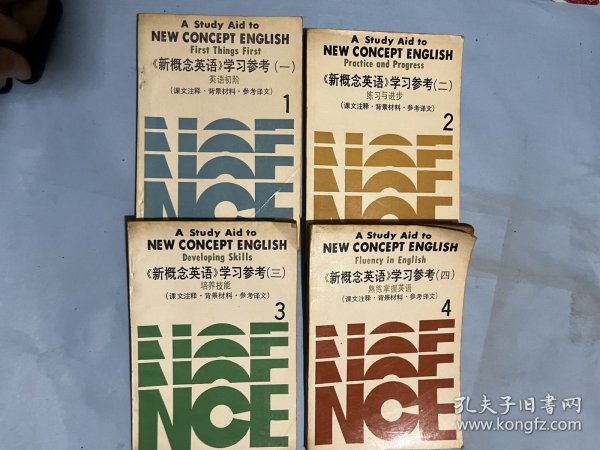 A Study Aid to
NEW CONCEPT ENGLISH
First Things First
《新概念英语》学习参考(一)
英语初阶
(课文注释·背景材料·参考译文)
1
NCE
NCE
NCE
A Study Aid to
NEW CONCEPT ENGLISH
Practice and Progress
《新概念英语》学习参考(二)
练习与进步
(课文注释·背景材料·参考译文)
2
NCE
NCE
NCE
A Study Aid to
NEW CONCEPT ENGLISH
Developing Skills
《新概念英语》学习参考(三)
培养技能
(课文注释·背景材料·参考译文)
3
NCE
NCE
NCE
A Study Aid to
NEW CONCEPT ENGLISH
Fluency in English
《新概念英语》学习参考(四)
熟练掌握英语
(课文注释·背景材料·参考译文)
4
NCE
NCE
NCE
孔夫子旧书网
www.kongfz.com